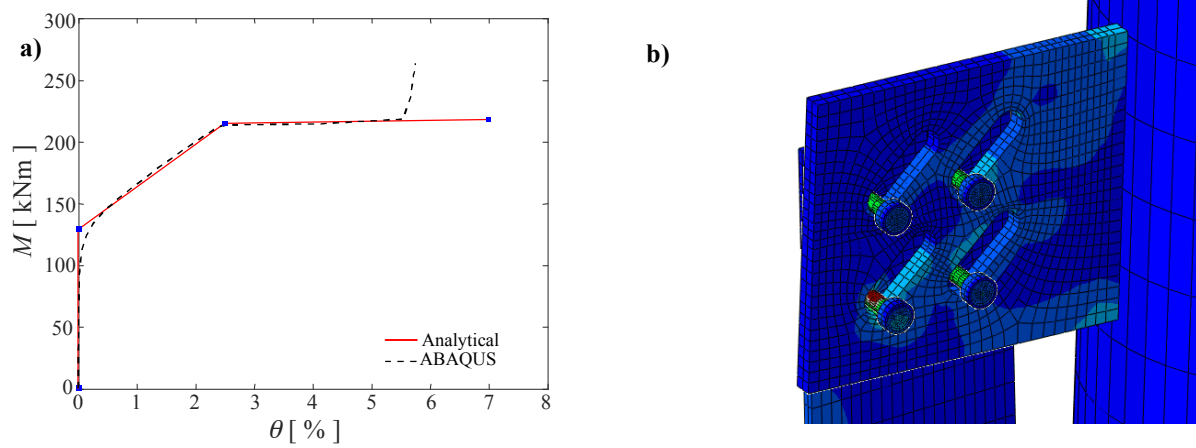 a)
300
250
200
150
100
50
0
M [ kNm ]
Analytical
ABAQUS
0 1 2 3 4 5 6 7 8
θ [ % ]
b)